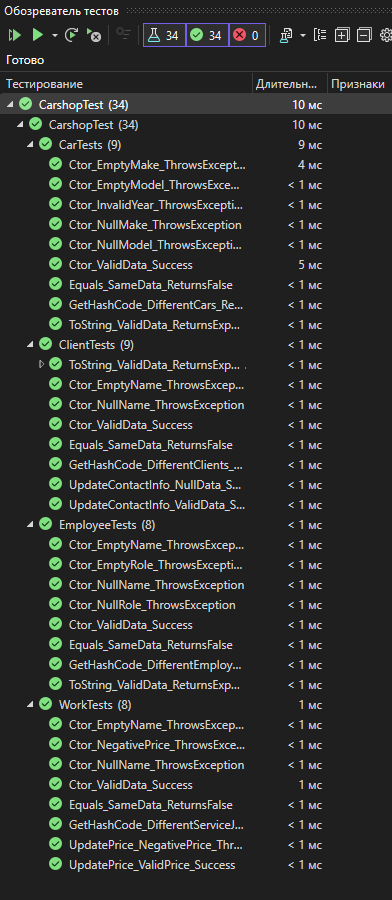 Обозреватель тестов
34 34 0
Готово
Тестирование Длительн... Признаки
CarshopTest (34) 10 мс
CarshopTest (34) 10 мс
CarTests (9) 9 мс
Ctor_EmptyMake_ThrowsExcept... 4 мс
Ctor_EmptyModel_ThrowsExce... < 1 мс
Ctor_InvalidYear_ThrowsExcepti... < 1 мс
Ctor_NullMake_ThrowsException < 1 мс
Ctor_NullModel_ThrowsExcepti... < 1 мс
Ctor_ValidData_Success 5 мс
Equals_SameData_ReturnsFalse < 1 мс
GetHashCode_DifferentCars_Re... < 1 мс
ToString_ValidData_ReturnsExp... < 1 мс
ClientTests (9) < 1 мс
ToString_ValidData_ReturnsExp... < 1 мс
Ctor_EmptyName_ThrowsExcep... < 1 мс
Ctor_NullName_ThrowsException < 1 мс
Ctor_ValidData_Success < 1 мс
Equals_SameData_ReturnsFalse < 1 мс
GetHashCode_DifferentClients_... < 1 мс
UpdateContactInfo_NullData_S... < 1 мс
UpdateContactInfo_ValidData_S... < 1 мс
EmployeeTests (8) < 1 мс
Ctor_EmptyName_ThrowsExcep... < 1 мс
Ctor_EmptyRole_ThrowsExcepti... < 1 мс
Ctor_NullName_ThrowsException < 1 мс
Ctor_NullRole_ThrowsException < 1 мс
Ctor_ValidData_Success < 1 мс
Equals_SameData_ReturnsFalse < 1 мс
GetHashCode_DifferentEmploy... < 1 мс
ToString_ValidData_ReturnsExp... < 1 мс
WorkTests (8) 1 мс
Ctor_EmptyName_ThrowsExcep... < 1 мс
Ctor_NegativePrice_ThrowsExce... < 1 мс
Ctor_NullName_ThrowsException < 1 мс
Ctor_ValidData_Success 1 мс
Equals_SameData_ReturnsFalse < 1 мс
GetHashCode_DifferentServiceJ... < 1 мс
UpdatePrice_NegativePrice_Thr... < 1 мс
UpdatePrice_ValidPrice_Success < 1 мс